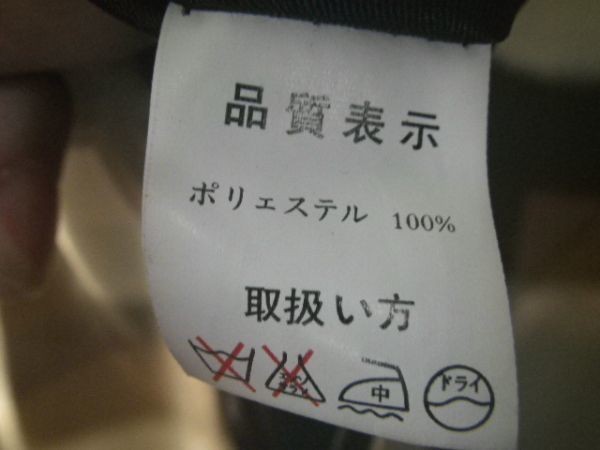 品質表示
ポリエステル 100%
取扱い方
中 ドライ